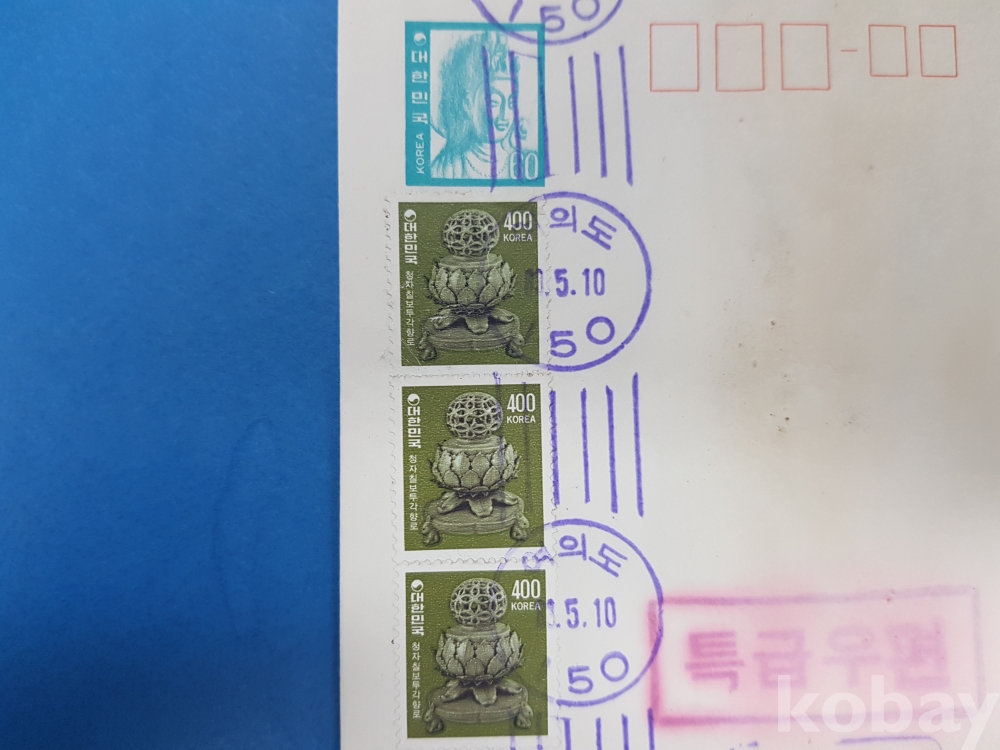 50
대한민국
KOREA
60
400
KOREA
대한민국
청자칠보투각향로
의도
.5.10
50
400
KOREA
대한민국
청자칠보투각향로
여의도
.5.10
50
400
KOREA
대한민국
청자칠보투각향로
특급우편
kobay